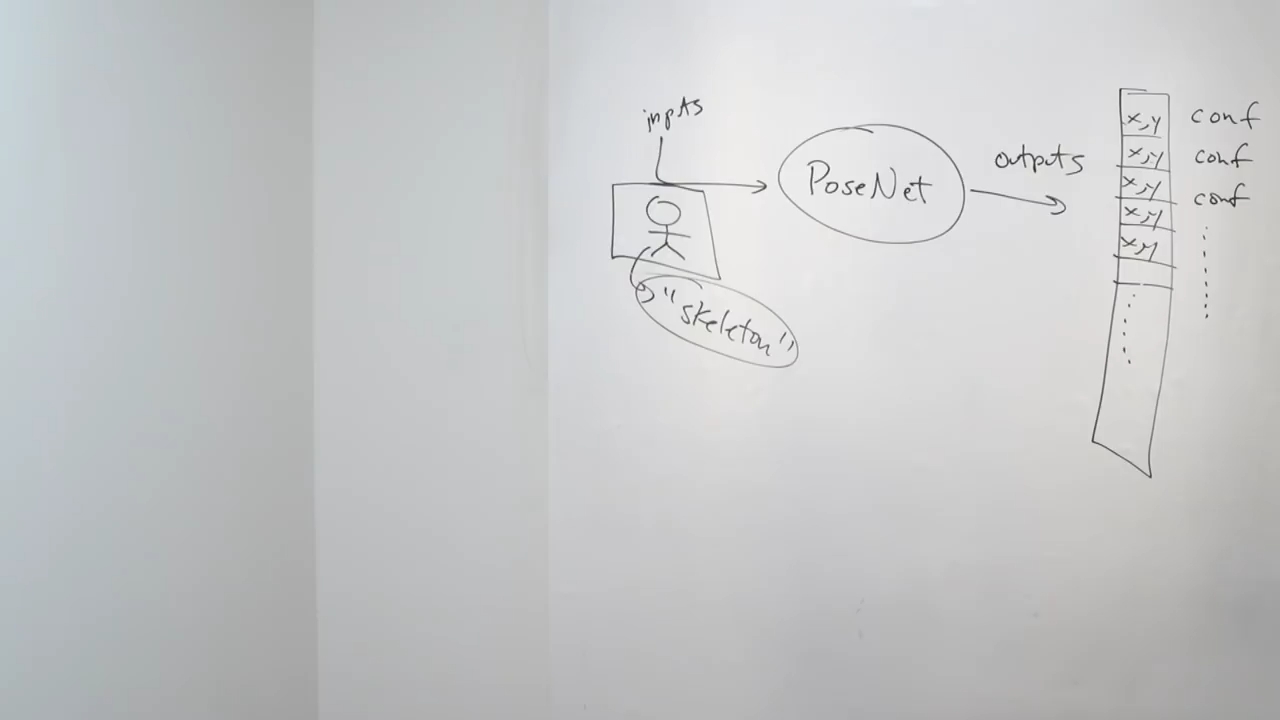 inputs
PoseNet
"skeleton"
outputs
x,y conf
x,y conf
x,y conf
x,y
x,y